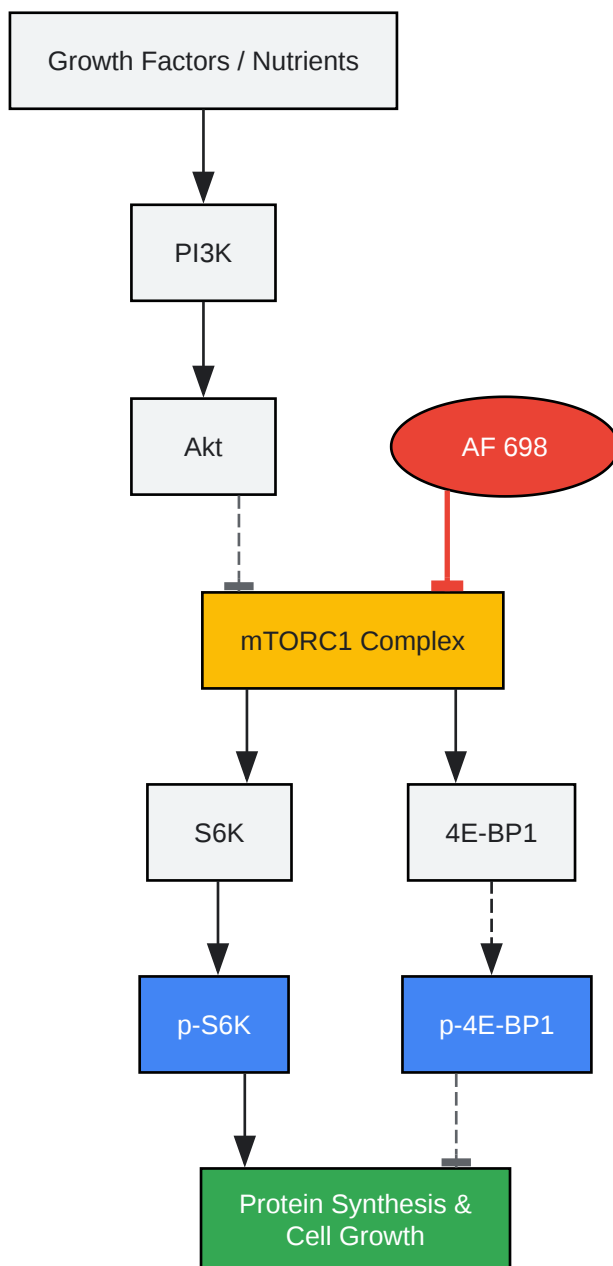 Growth Factors / Nutrients
PI3K
Akt
AF 698
mTORC1 Complex
S6K
4E-BP1
p-S6K
p-4E-BP1
Protein Synthesis &
Cell Growth